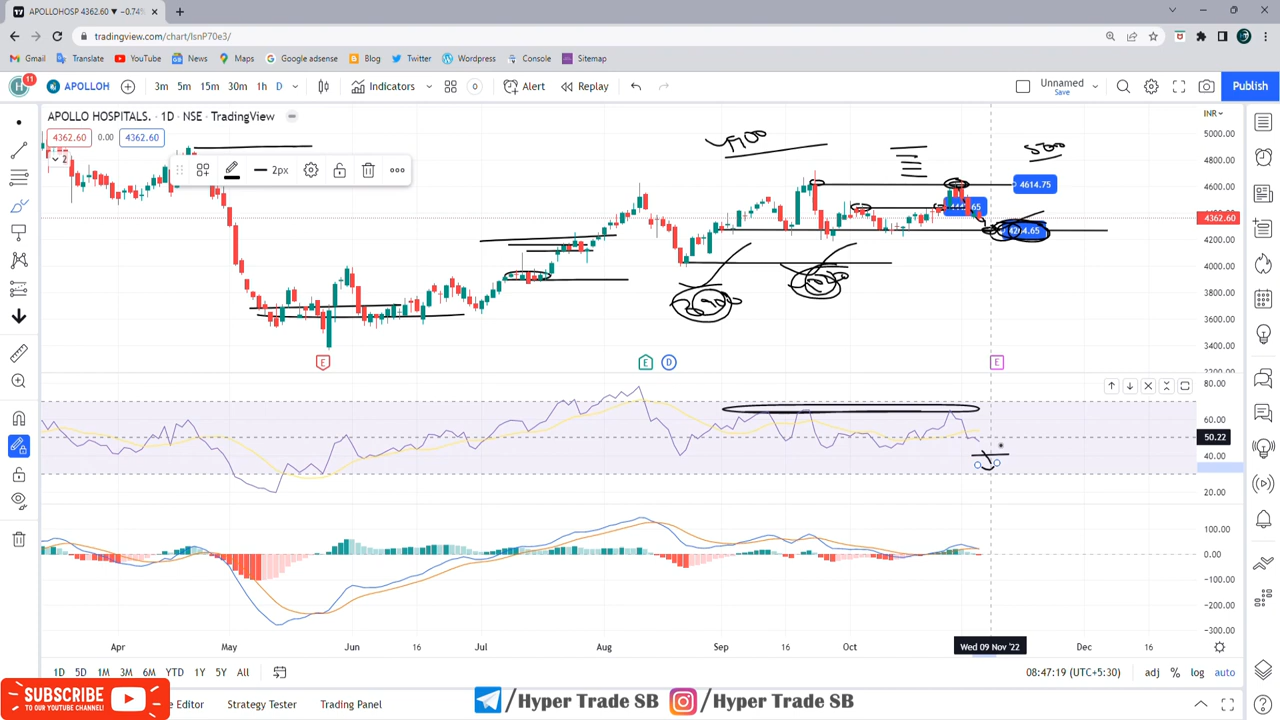 APOLLOHOSP 4362.60 ▼ −0.74%
tradingview.com/chart/lsnP70e3/
Gmail Translate YouTube News Maps Google adsense Blog Twitter Wordpress Console Sitemap
H 11 APOLLOH 3m 5m 15m 30m 1h D Indicators Alert Replay Unnamed Save Publish
APOLLO HOSPITALS. · 1D · NSE · TradingView
INR
4362.60 0.00 4362.60
2
2px
5000.00
4800.00
4614.75
4600.00
4362.60
4200.00
4000.00
3800.00
3600.00
3400.00
E E D E
80.00
60.00
50.22
40.00
20.00
100.00
0.00
−100.00
−200.00
−300.00
Apr May Jun 16 Jul Aug Sep 16 Oct Wed 09 Nov '22 Dec 16
1D 5D 1M 3M 6M YTD 1Y 5Y All 08:47:19 (UTC+5:30) adj % log auto
SUBSCRIBE
TO OUR YOUTUBE CHANNEL!
Editor Strategy Tester Trading Panel
/Hyper Trade SB /Hyper Trade SB